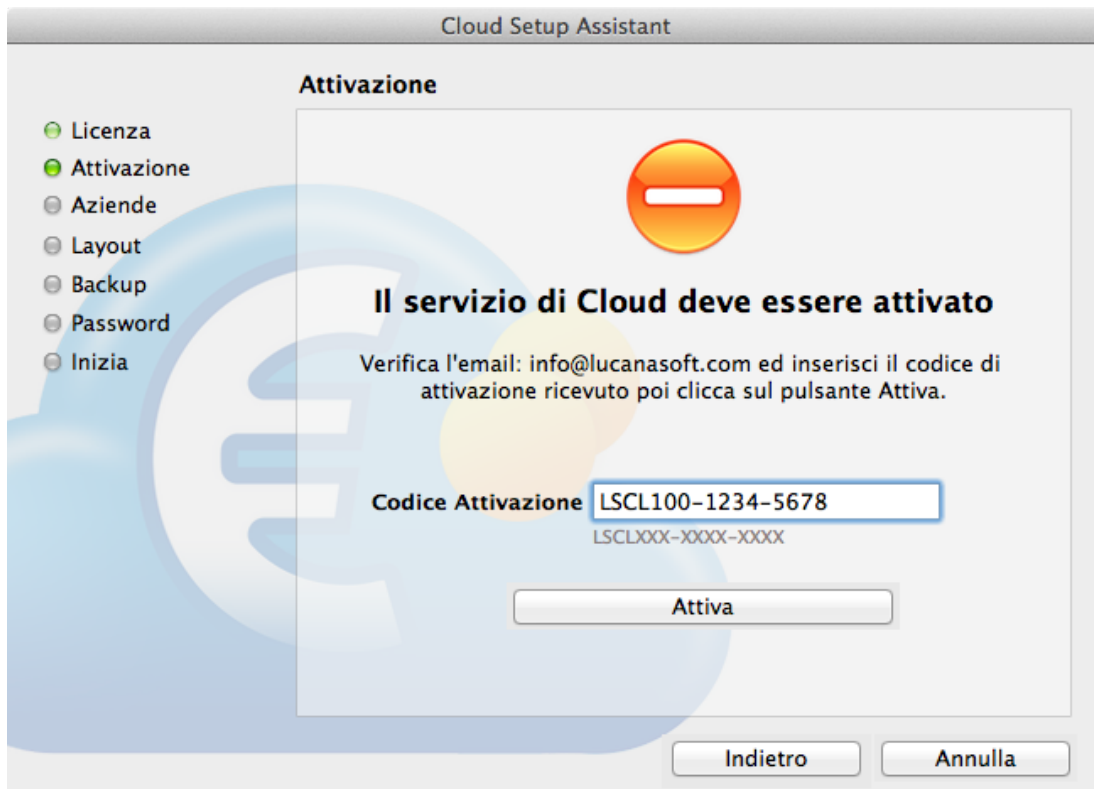 Cloud Setup Assistant
Attivazione
Licenza
Attivazione
Aziende
Layout
Backup
Password
Inizia
Il servizio di Cloud deve essere attivato
Verifica l'email: info@lucanasoft.com ed inserisci il codice di
attivazione ricevuto poi clicca sul pulsante Attiva.
Codice Attivazione LSCL100-1234-5678
LSCLXXX-XXXX-XXXX
Attiva
Indietro Annulla